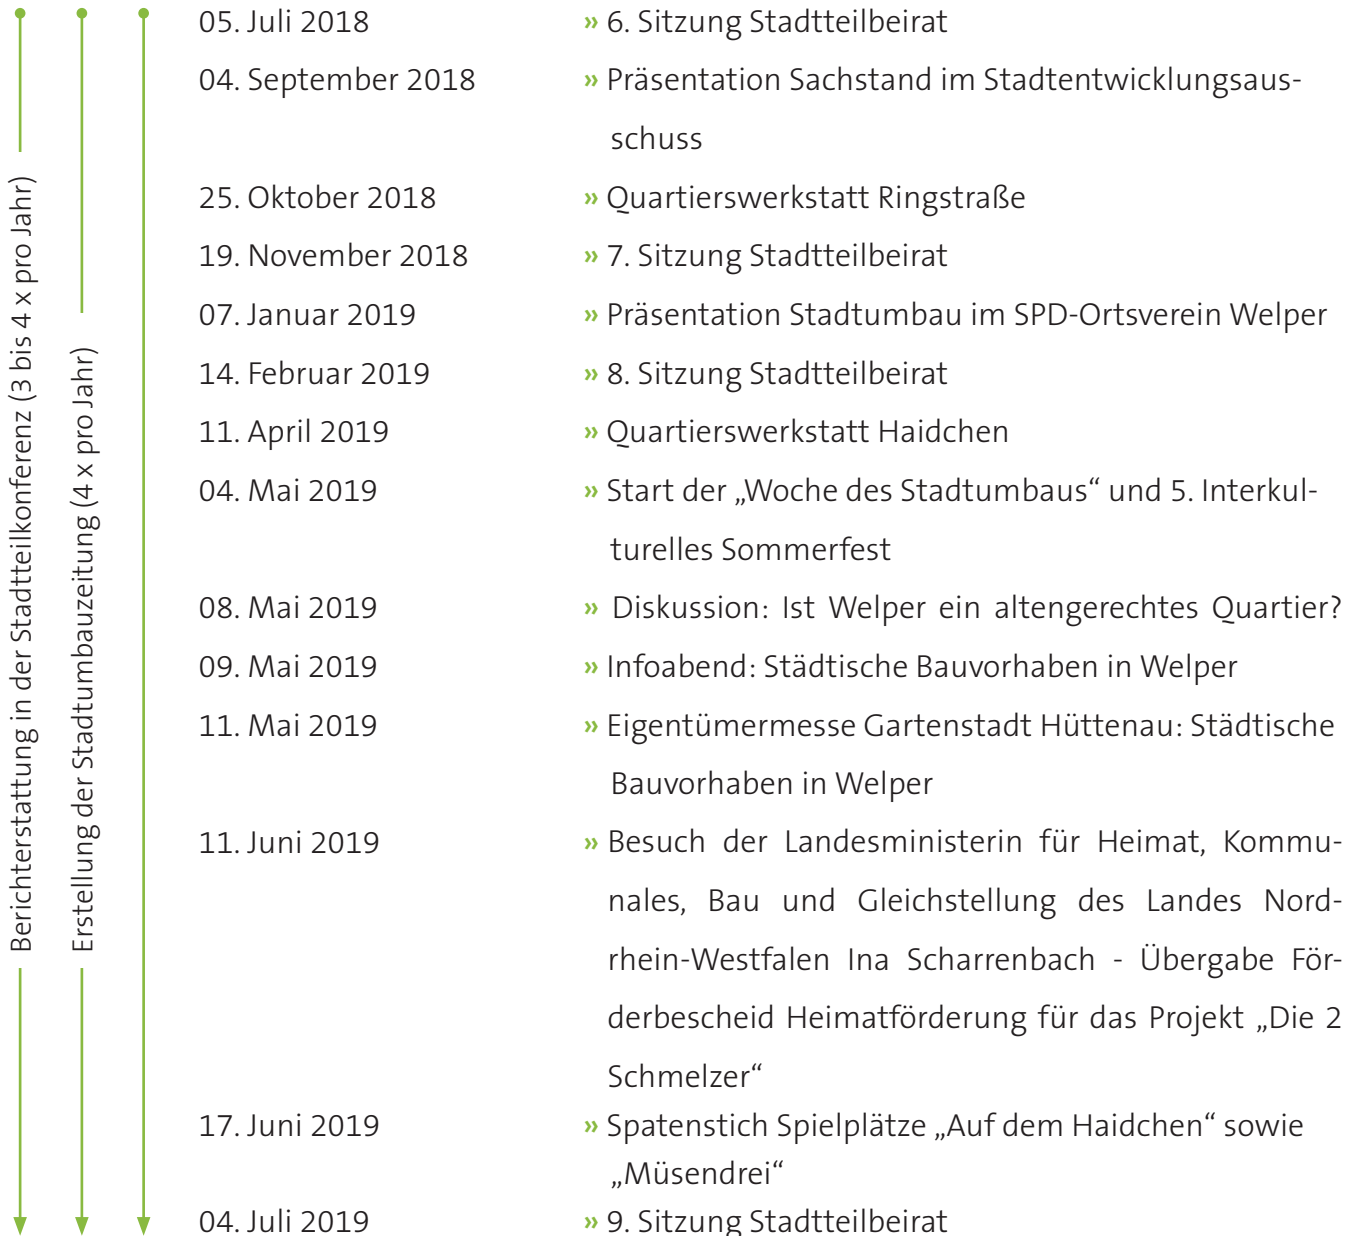 Berichterstattung in der Stadtteilkonferenz (3 bis 4 x pro Jahr)
Erstellung der Stadtumbauzeitung (4 x pro Jahr)
05. Juli 2018 » 6. Sitzung Stadtteilbeirat
04. September 2018 » Präsentation Sachstand im Stadtentwicklungsaus-
schuss
25. Oktober 2018 » Quartierswerkstatt Ringstraße
19. November 2018 » 7. Sitzung Stadtteilbeirat
07. Januar 2019 » Präsentation Stadtumbau im SPD-Ortsverein Welper
14. Februar 2019 » 8. Sitzung Stadtteilbeirat
11. April 2019 » Quartierswerkstatt Haidchen
04. Mai 2019 » Start der „Woche des Stadtumbaus“ und 5. Interkul-
turelles Sommerfest
08. Mai 2019 » Diskussion: Ist Welper ein altengerechtes Quartier?
09. Mai 2019 » Infoabend: Städtische Bauvorhaben in Welper
11. Mai 2019 » Eigentümermesse Gartenstadt Hüttenau: Städtische
Bauvorhaben in Welper
11. Juni 2019 » Besuch der Landesministerin für Heimat, Kommu-
nales, Bau und Gleichstellung des Landes Nord-
rhein-Westfalen Ina Scharrenbach - Übergabe För-
derbescheid Heimatförderung für das Projekt „Die 2
Schmelzer“
17. Juni 2019 » Spatenstich Spielplätze „Auf dem Haidchen“ sowie
„Müsendrei“
04. Juli 2019 » 9. Sitzung Stadtteilbeirat